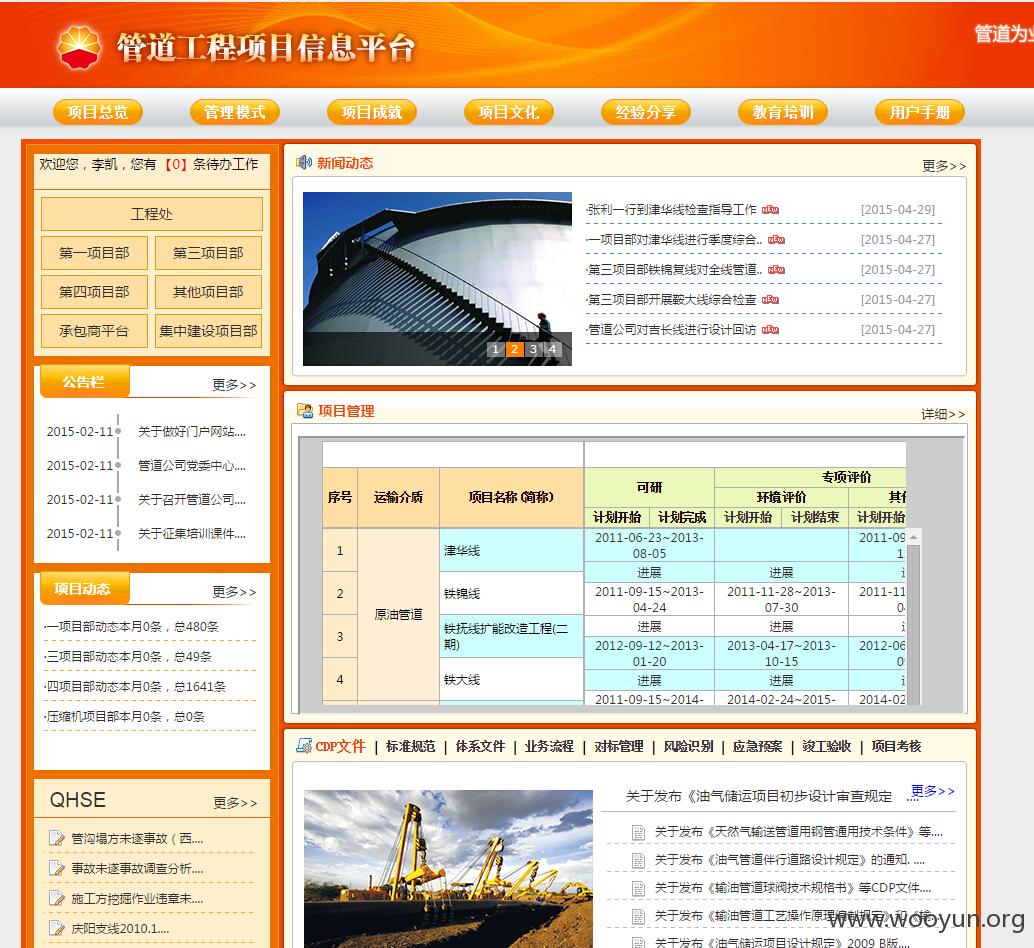 管道工程项目信息平台
管道为业
项目总览 管理模式 项目成就 项目文化 经验分享 教育培训 用户手册
欢迎您，李凯，您有【0】条待办工作
工程处
第一项目部 第三项目部
第四项目部 其他项目部
承包商平台 集中建设项目部
公告栏 更多>>
2015-02-11 关于做好门户网站....
2015-02-11 管道公司党委中心....
2015-02-11 关于召开管道公司....
2015-02-11 关于征集培训课件....
项目动态 更多>>
·一项目部动态本月0条，总480条
·三项目部动态本月0条，总49条
·四项目部动态本月0条，总1641条
·压缩机项目部本月0条，总0条
QHSE 更多>>
管沟塌方未遂事故（西....
事故未遂事故调查分析....
施工方挖掘作业违章未....
庆阳支线2010.1....
新闻动态 更多>>
1 2 3 4
·张利一行到津华线检查指导工作 new [2015-04-29]
·一项目部对津华线进行季度综合.. new [2015-04-27]
·第三项目部铁锦复线对全线管道.. new [2015-04-27]
·第三项目部开展鞍大线综合检查 new [2015-04-27]
·管道公司对吉长线进行设计回访 new [2015-04-27]
项目管理 详细>>
序号 运输介质 项目名称(简称) 可研 专项评价
环境评价 其他
计划开始 计划完成 计划开始 计划结束 计划开始
1 原油管道 津华线 2011-06-23~2013-08-05 2011-09
进展 进展
2 铁锦线 2011-09-15~2013-04-24 2011-11-28~2013-07-30 2011-11
进展 进展
3 铁抚线扩能改造工程(二期) 2012-09-12~2013-01-20 2013-04-17~2013-10-15 2012-06
进展 进展
4 铁大线 2011-09-15~2014- 2014-02-24~2015- 2014-02
CDP文件 | 标准规范 | 体系文件 | 业务流程 | 对标管理 | 风险识别 | 应急预案 | 竣工验收 | 项目考核
关于发布《油气储运项目初步设计审查规定 .... 更多>>
关于发布《天然气输送管道用钢管通用技术条件》等....
关于发布《油气管道伴行道路设计规定》的通知. ....
关于发布《输油管道球阀技术规格书》等CDP文件....
关于发布《输油管道工艺操作原理编制规定》和《输
关于发布《油气储运项目设计规定》2009 B版....
www.wooyun.org